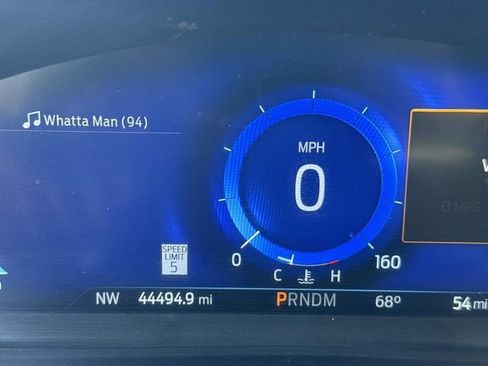 Whatta Man (94)
MPH
0
0 MPG
SPEED
LIMIT
5
0
160
C H
NW 44494.9 mi PRNDM 68° 54 mi